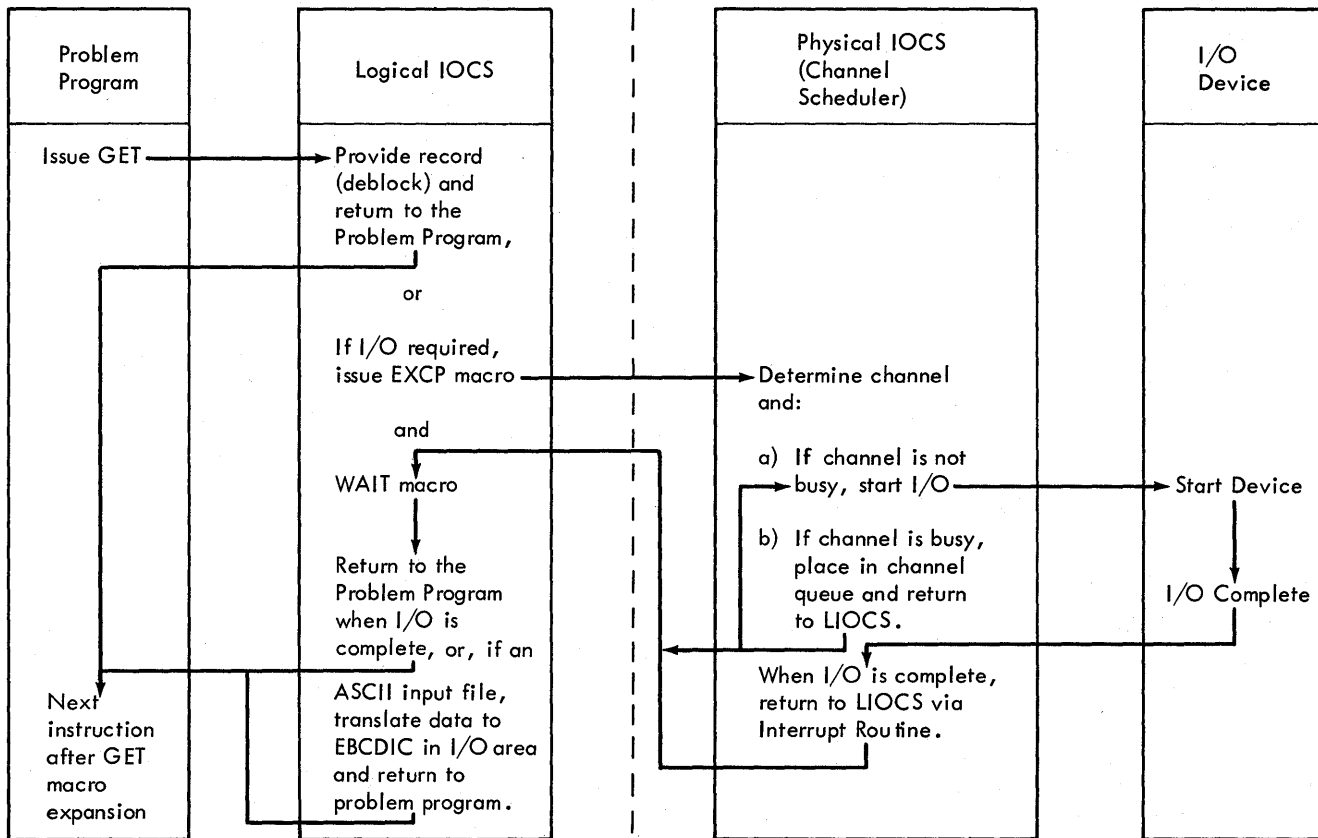 Problem
Program
Logical IOCS
Physical IOCS
(Channel
Scheduler)
I/O
Device
Issue GET
Provide record
(deblock) and
return to the
Problem Program,
or
If I/O required,
issue EXCP macro
and
WAIT macro
Return to the
Problem Program
when I/O is
complete, or, if an
ASCII input file,
translate data to
EBCDIC in I/O area
and return to
problem program.
Next
instruction
after GET
macro
expansion
Determine channel
and:
a) If channel is not
busy, start I/O
b) If channel is busy,
place in channel
queue and return
to LIOCS.
When I/O is complete,
return to LIOCS via
Interrupt Routine.
Start Device
I/O Complete